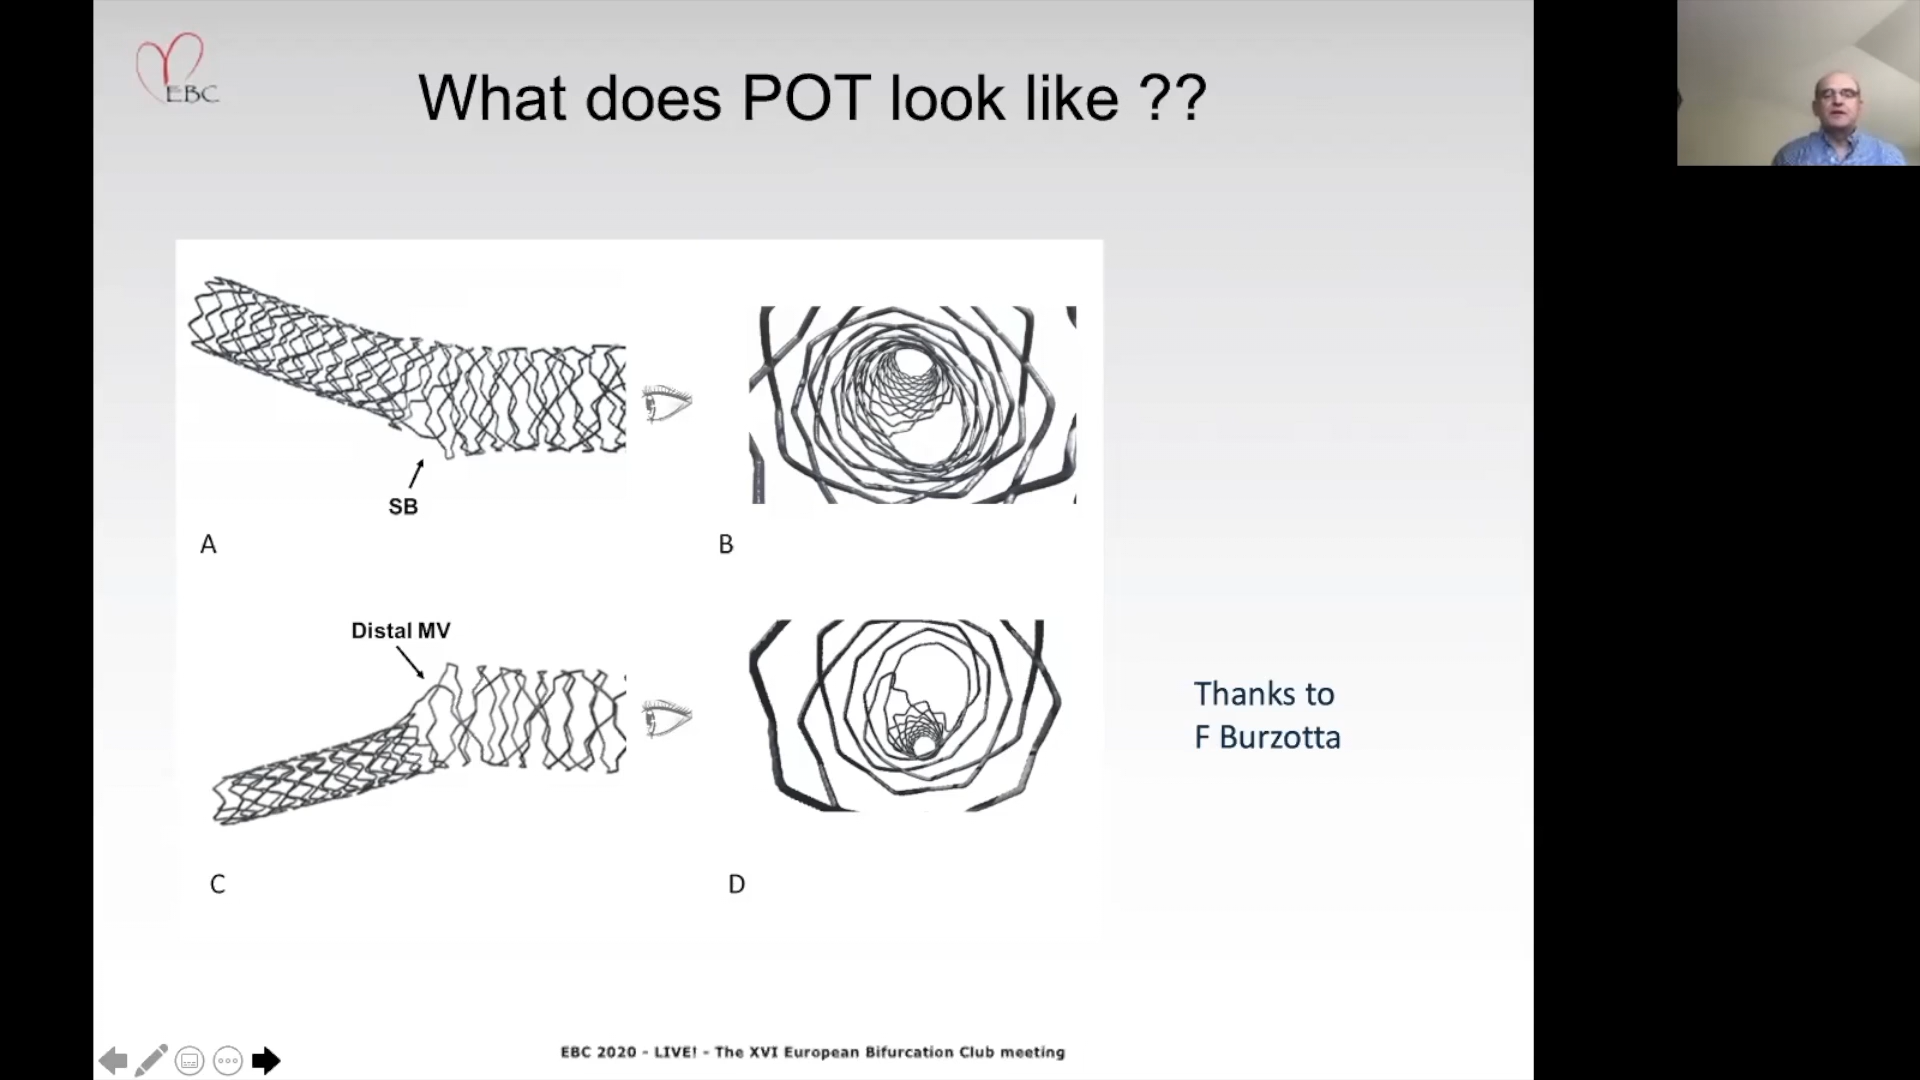 EBC
What does POT look like ??
SB
A
B
Distal MV
Thanks to
F Burzotta
C
D
EBC 2020 - LIVE! - The XVI European Bifurcation Club meeting